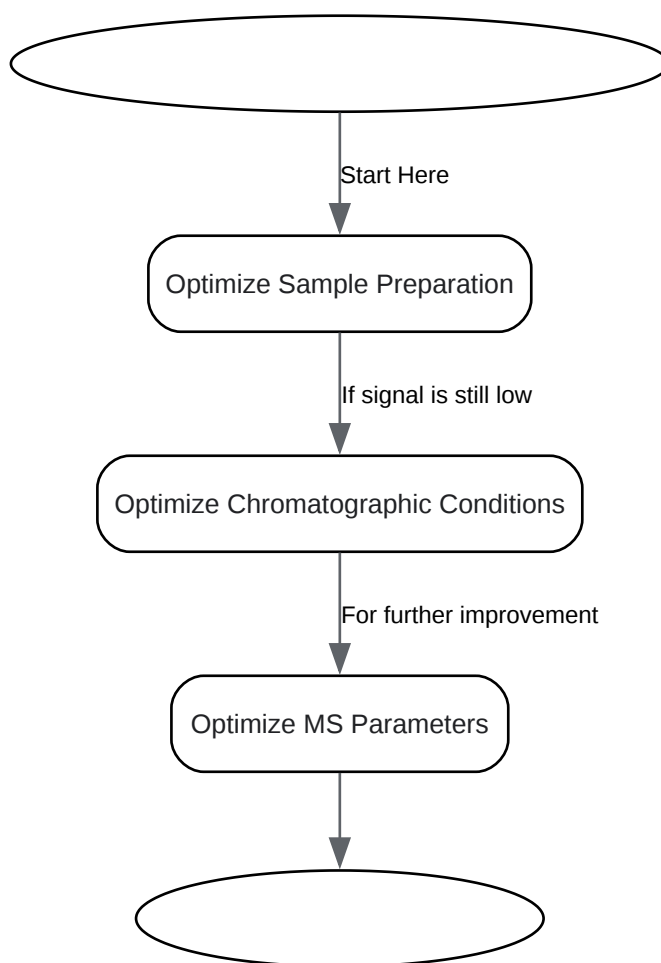 Start Here
Optimize Sample Preparation
If signal is still low
Optimize Chromatographic Conditions
For further improvement
Optimize MS Parameters